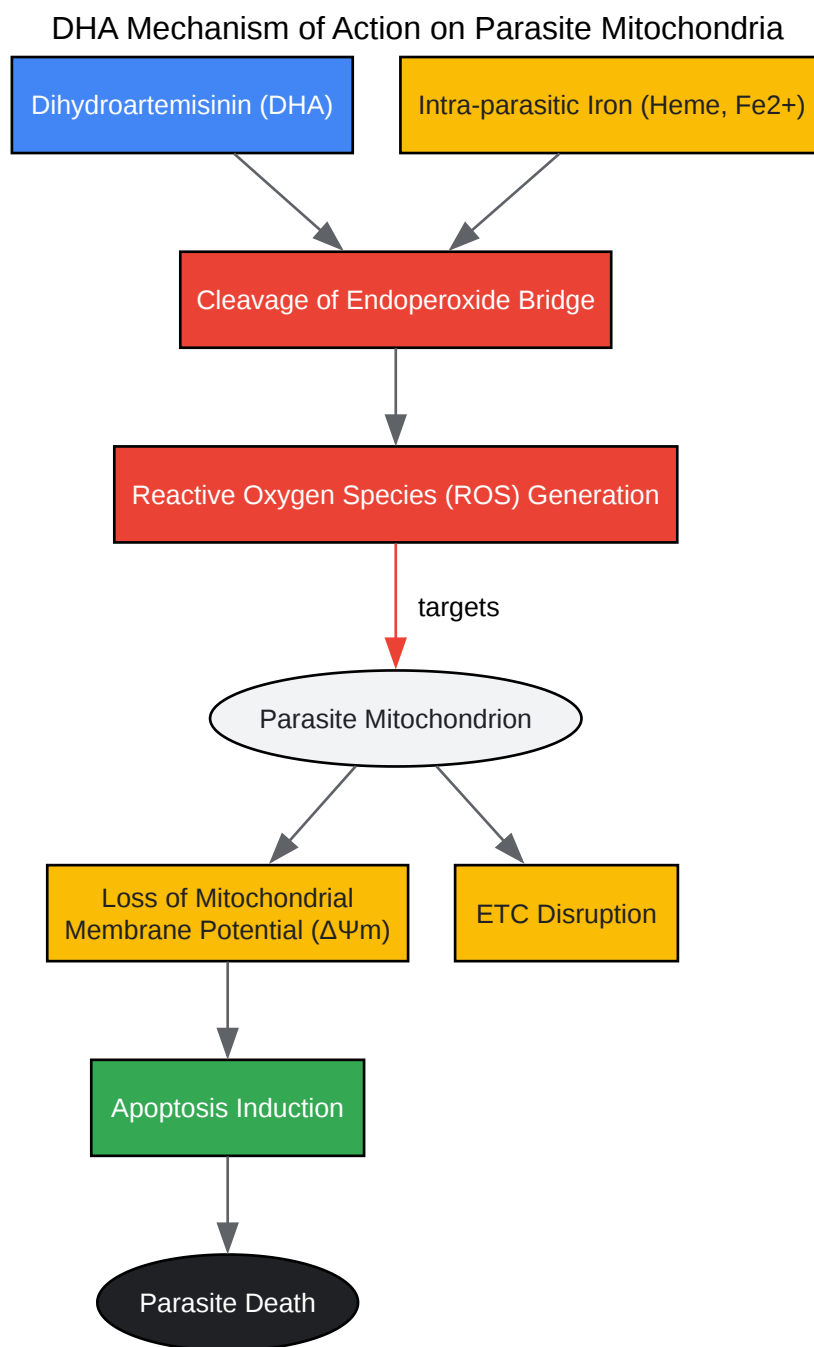 DHA Mechanism of Action on Parasite Mitochondria
Dihydroartemisinin (DHA)
Intra-parasitic Iron (Heme, Fe2+)
Cleavage of Endoperoxide Bridge
Reactive Oxygen Species (ROS) Generation
targets
Parasite Mitochondrion
Loss of Mitochondrial
Membrane Potential (ΔΨm)
ETC Disruption
Apoptosis Induction
Parasite Death